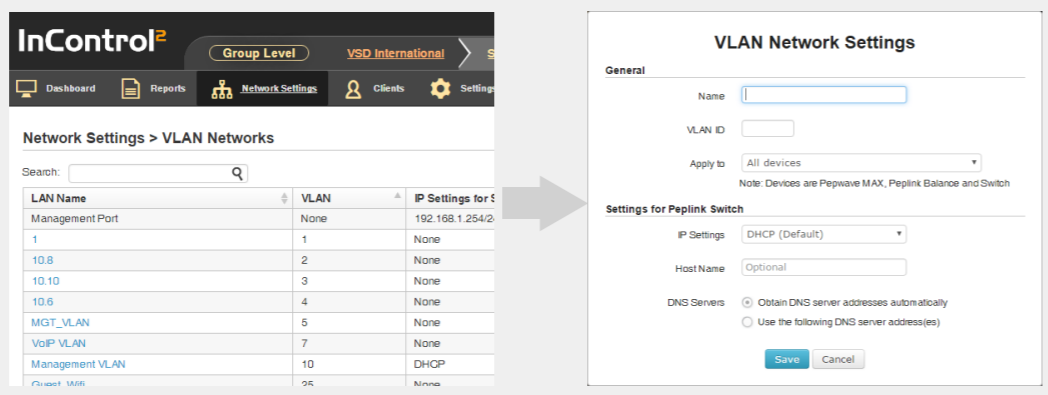 InControl2
Group Level VSD International S
Dashboard Reports Network Settings Clients Settings
Network Settings > VLAN Networks
Search:
LAN Name VLAN IP Settings for S
Management Port None 192.168.1.254/24
1 1 None
10.8 2 None
10.10 3 None
10.6 4 None
MGT_VLAN 5 None
VoIP VLAN 7 None
Management VLAN 10 DHCP
Guest_Wifi 25 None
VLAN Network Settings
General
Name
VLAN ID
Apply to All devices
Note: Devices are Pepwave MAX, Peplink Balance and Switch
Settings for Peplink Switch
IP Settings DHCP (Default)
Host Name Optional
DNS Servers Obtain DNS server addresses automatically
Use the following DNS server address(es)
Save Cancel